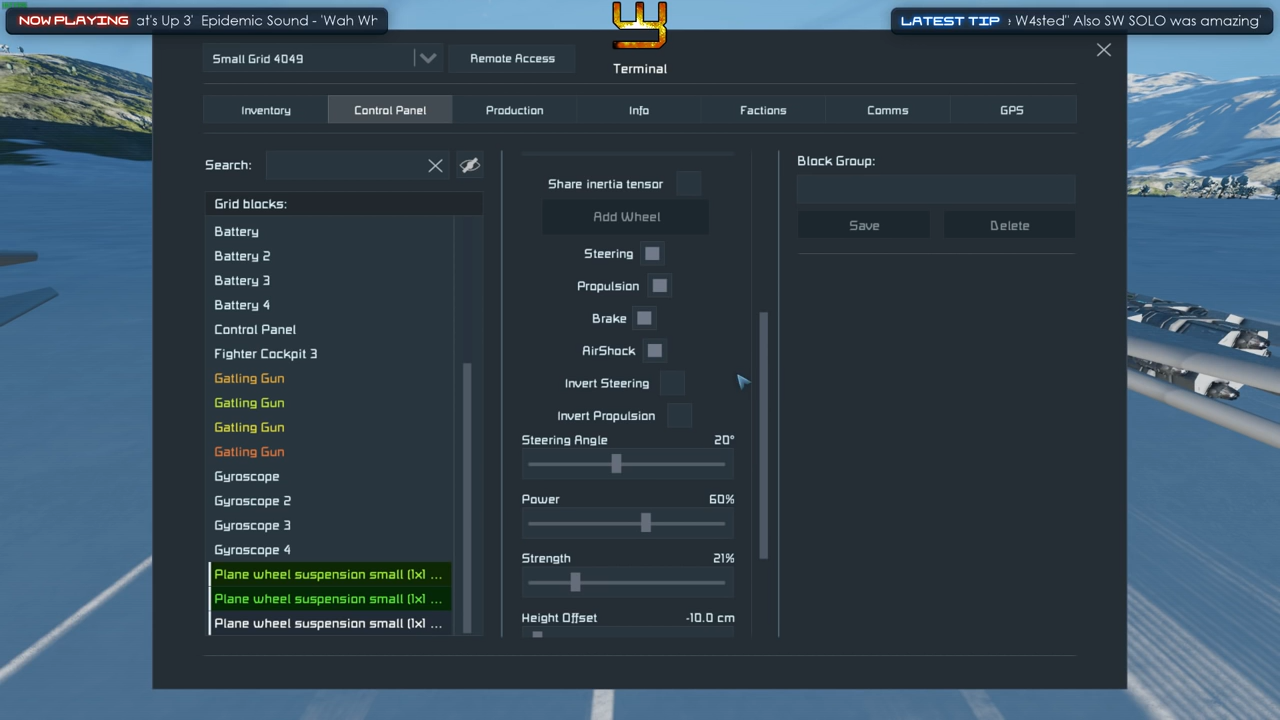 NOW PLAYING at's Up 3' Epidemic Sound - 'Wah Wh
LATEST TIP W4sted" Also SW SOLO was amazing'
Small Grid 4049
Remote Access
Terminal
Inventory
Control Panel
Production
Info
Factions
Comms
GPS
Search:
Grid blocks:
Battery
Battery 2
Battery 3
Battery 4
Control Panel
Fighter Cockpit 3
Gatling Gun
Gatling Gun
Gatling Gun
Gatling Gun
Gyroscope
Gyroscope 2
Gyroscope 3
Gyroscope 4
Plane wheel suspension small (1x1 ...
Plane wheel suspension small (1x1 ...
Plane wheel suspension small (1x1 ...
Share inertia tensor
Add Wheel
Steering
Propulsion
Brake
AirShock
Invert Steering
Invert Propulsion
Steering Angle 20°
Power 60%
Strength 21%
Height Offset -10.0 cm
Block Group:
Save
Delete